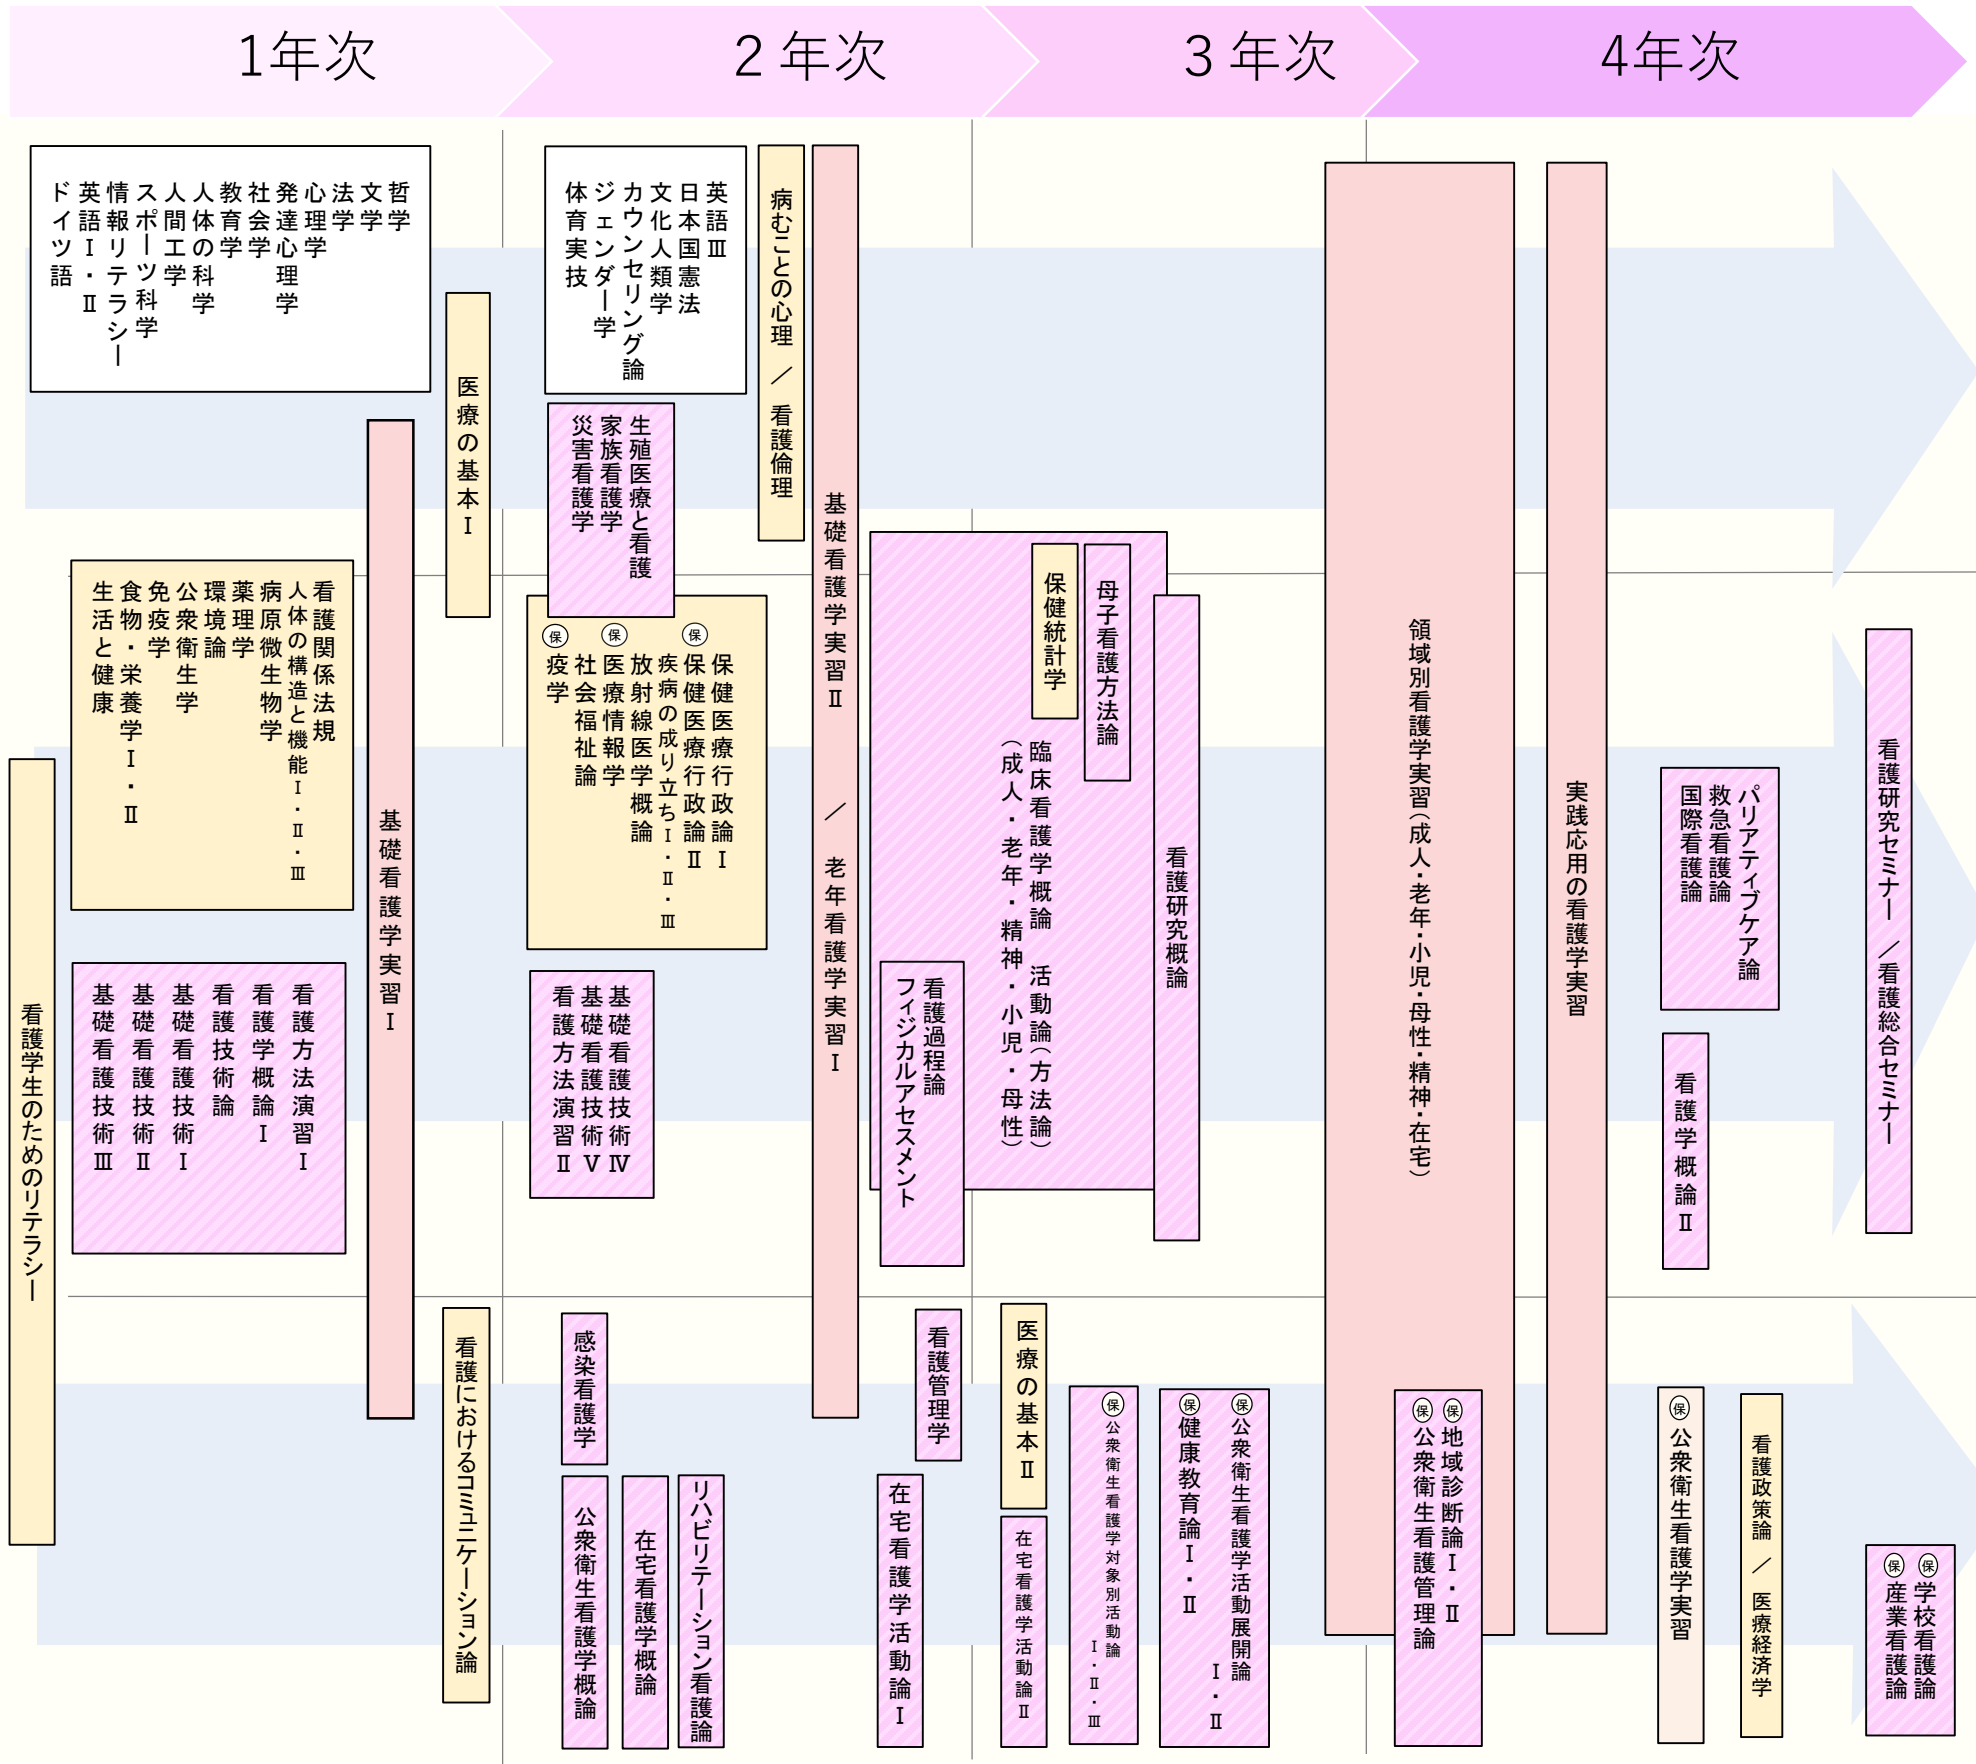 1年次
２年次
３年次
4年次
哲学
文学
法学
心理学
発達心理学
社会学
教育学
人体の科学
人間工学
スポーツ科学
情報リテラシー
英語Ⅰ・Ⅱ
ドイツ語
医療の基本Ⅰ
英語Ⅲ
日本国憲法
文化人類学
カウンセリング論
ジェンダー学
体育実技
病むことの心理　／　看護倫理
生殖医療と看護
家族看護学
災害看護学
看護関係法規
人体の構造と機能Ⅰ・Ⅱ・Ⅲ
病原微生物学
薬理学
環境論
公衆衛生学
免疫学
食物・栄養学Ⅰ・Ⅱ
生活と健康
看護学生のためのリテラシー
看護方法演習Ⅰ
看護学概論Ⅰ
看護技術論
基礎看護技術Ⅰ
基礎看護技術Ⅱ
基礎看護技術Ⅲ
基礎看護学実習Ⅰ
保健医療行政論Ⅰ
保 保健医療行政論Ⅱ
疾病の成り立ちⅠ・Ⅱ・Ⅲ
放射線医学概論
保 医療情報学
社会福祉論
保 疫学
基礎看護技術Ⅳ
基礎看護技術Ⅴ
看護方法演習Ⅱ
基礎看護学実習Ⅱ　／　老年看護学実習Ⅰ
保健統計学
母子看護方法論
臨床看護学概論　活動論（方法論）
（成人・老年・精神・小児・母性）
看護過程論
フィジカルアセスメント
看護研究概論
領域別看護学実習（成人・老年・小児・母性・精神・在宅）
実践応用の看護学実習
パリアティブケア論
救急看護論
国際看護論
看護学概論Ⅱ
看護研究セミナー　／看護総合セミナー
看護におけるコミュニケーション論
感染看護学
公衆衛生看護学概論
在宅看護学概論
リハビリテーション看護論
看護管理学
在宅看護学活動論Ⅰ
医療の基本Ⅱ
在宅看護学活動論Ⅱ
保 公衆衛生看護学対象別活動論
Ⅰ・Ⅱ・Ⅲ
保 公衆衛生看護学活動展開論
Ⅰ・Ⅱ
保 健康教育論Ⅰ・Ⅱ
保 地域診断論Ⅰ・Ⅱ
保 公衆衛生看護管理論
保 公衆衛生看護学実習
看護政策論　／　医療経済学
保 学校看護論
保 産業看護論